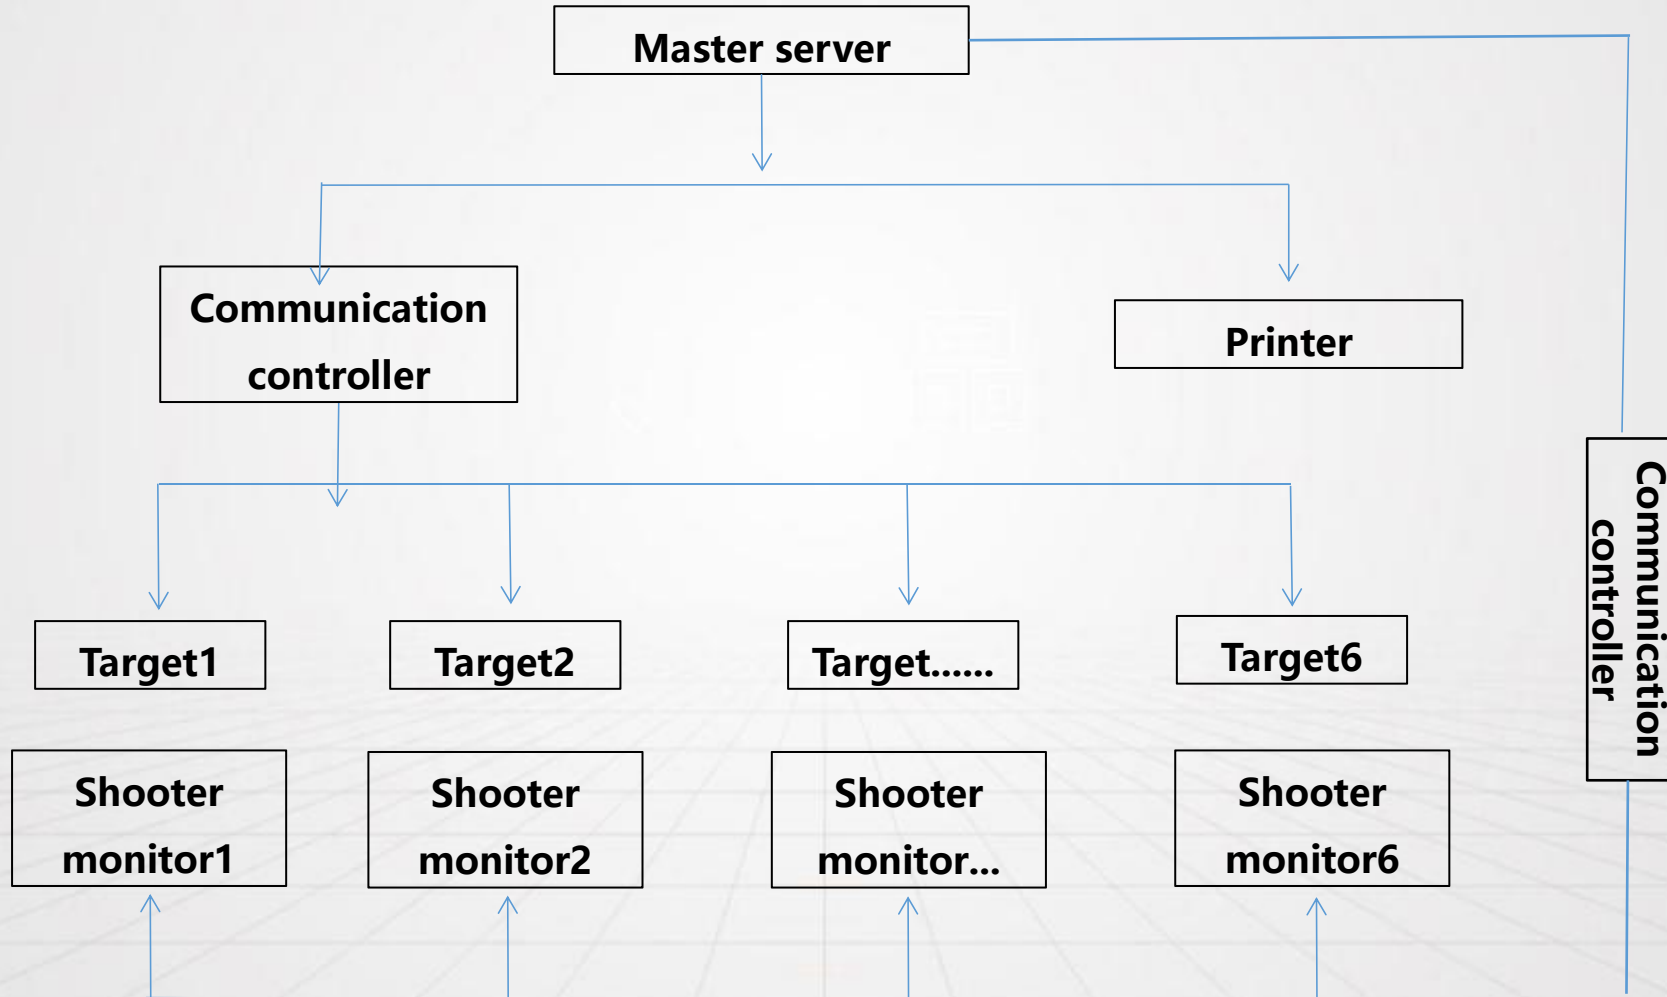 Master server
Communication
controller
Printer
Communication
controller
Target1
Target2
Target......
Target6
Shooter
monitor1
Shooter
monitor2
Shooter
monitor...
Shooter
monitor6